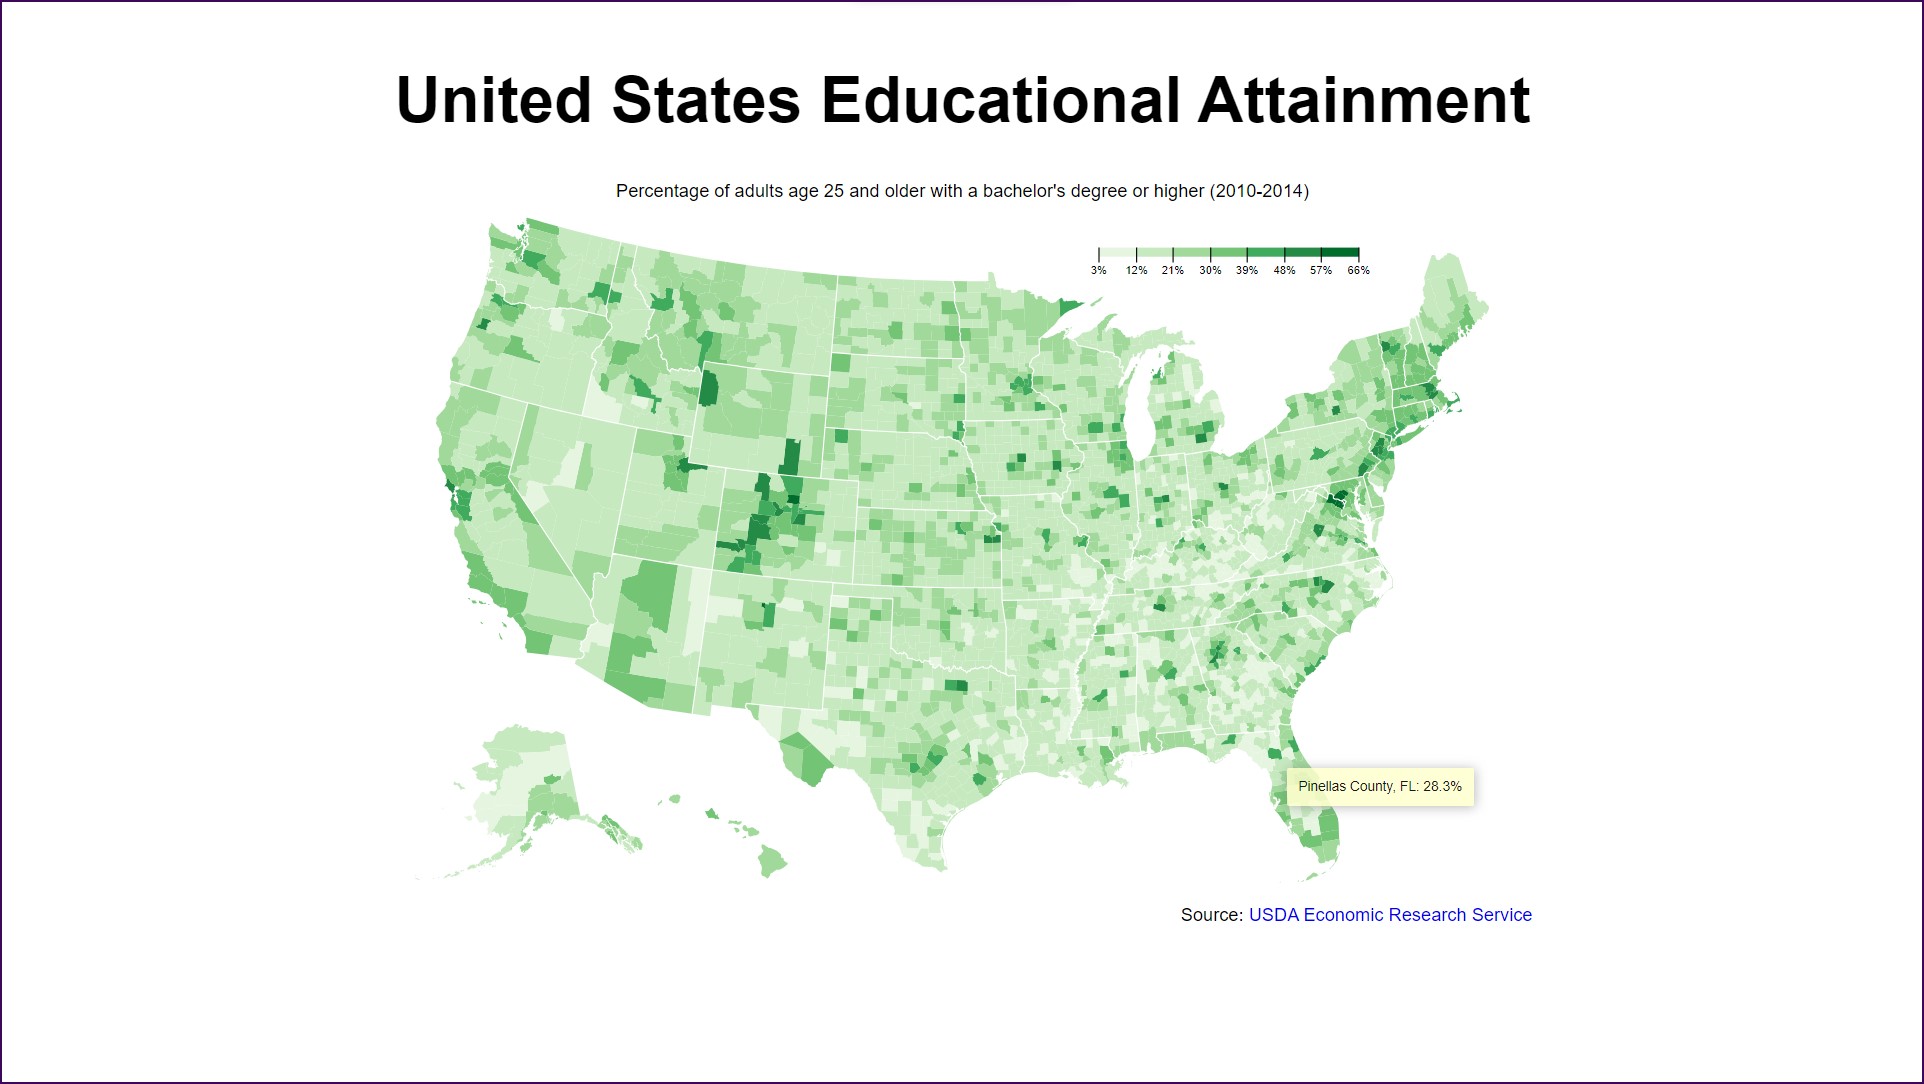 United States Educational Attainment
Percentage of adults age 25 and older with a bachelor's degree or higher (2010-2014)
3% 12% 21% 30% 39% 48% 57% 66%
Pinellas County, FL: 28.3%
Source: USDA Economic Research Service